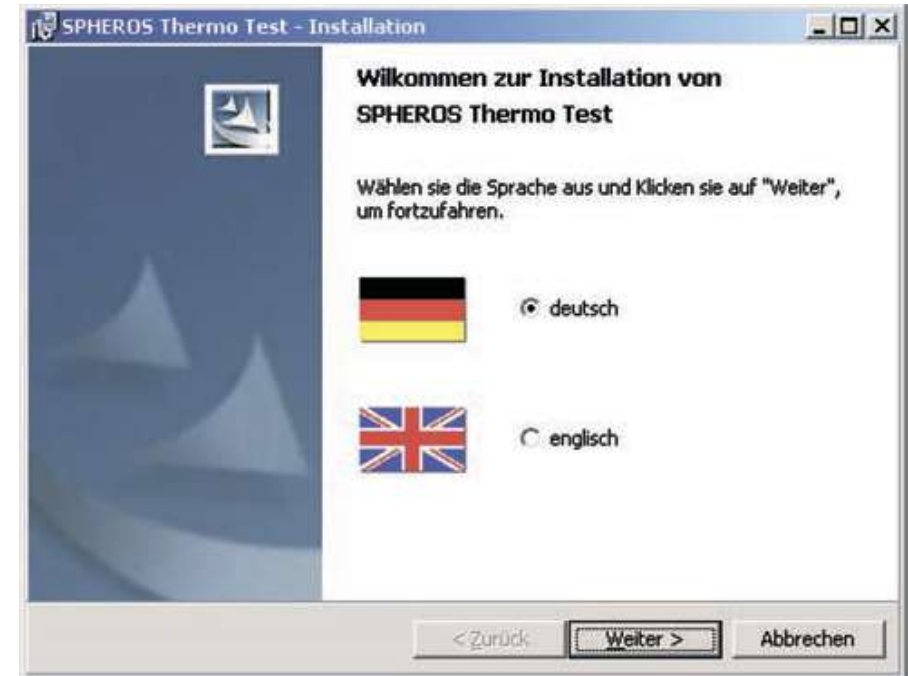 SPHEROS Thermo Test - Installation
Wilkommen zur Installation von
SPHEROS Thermo Test
Wählen sie die Sprache aus und Klicken sie auf "Weiter",
um fortzufahren.
deutsch
englisch
< Zurück
Weiter >
Abbrechen